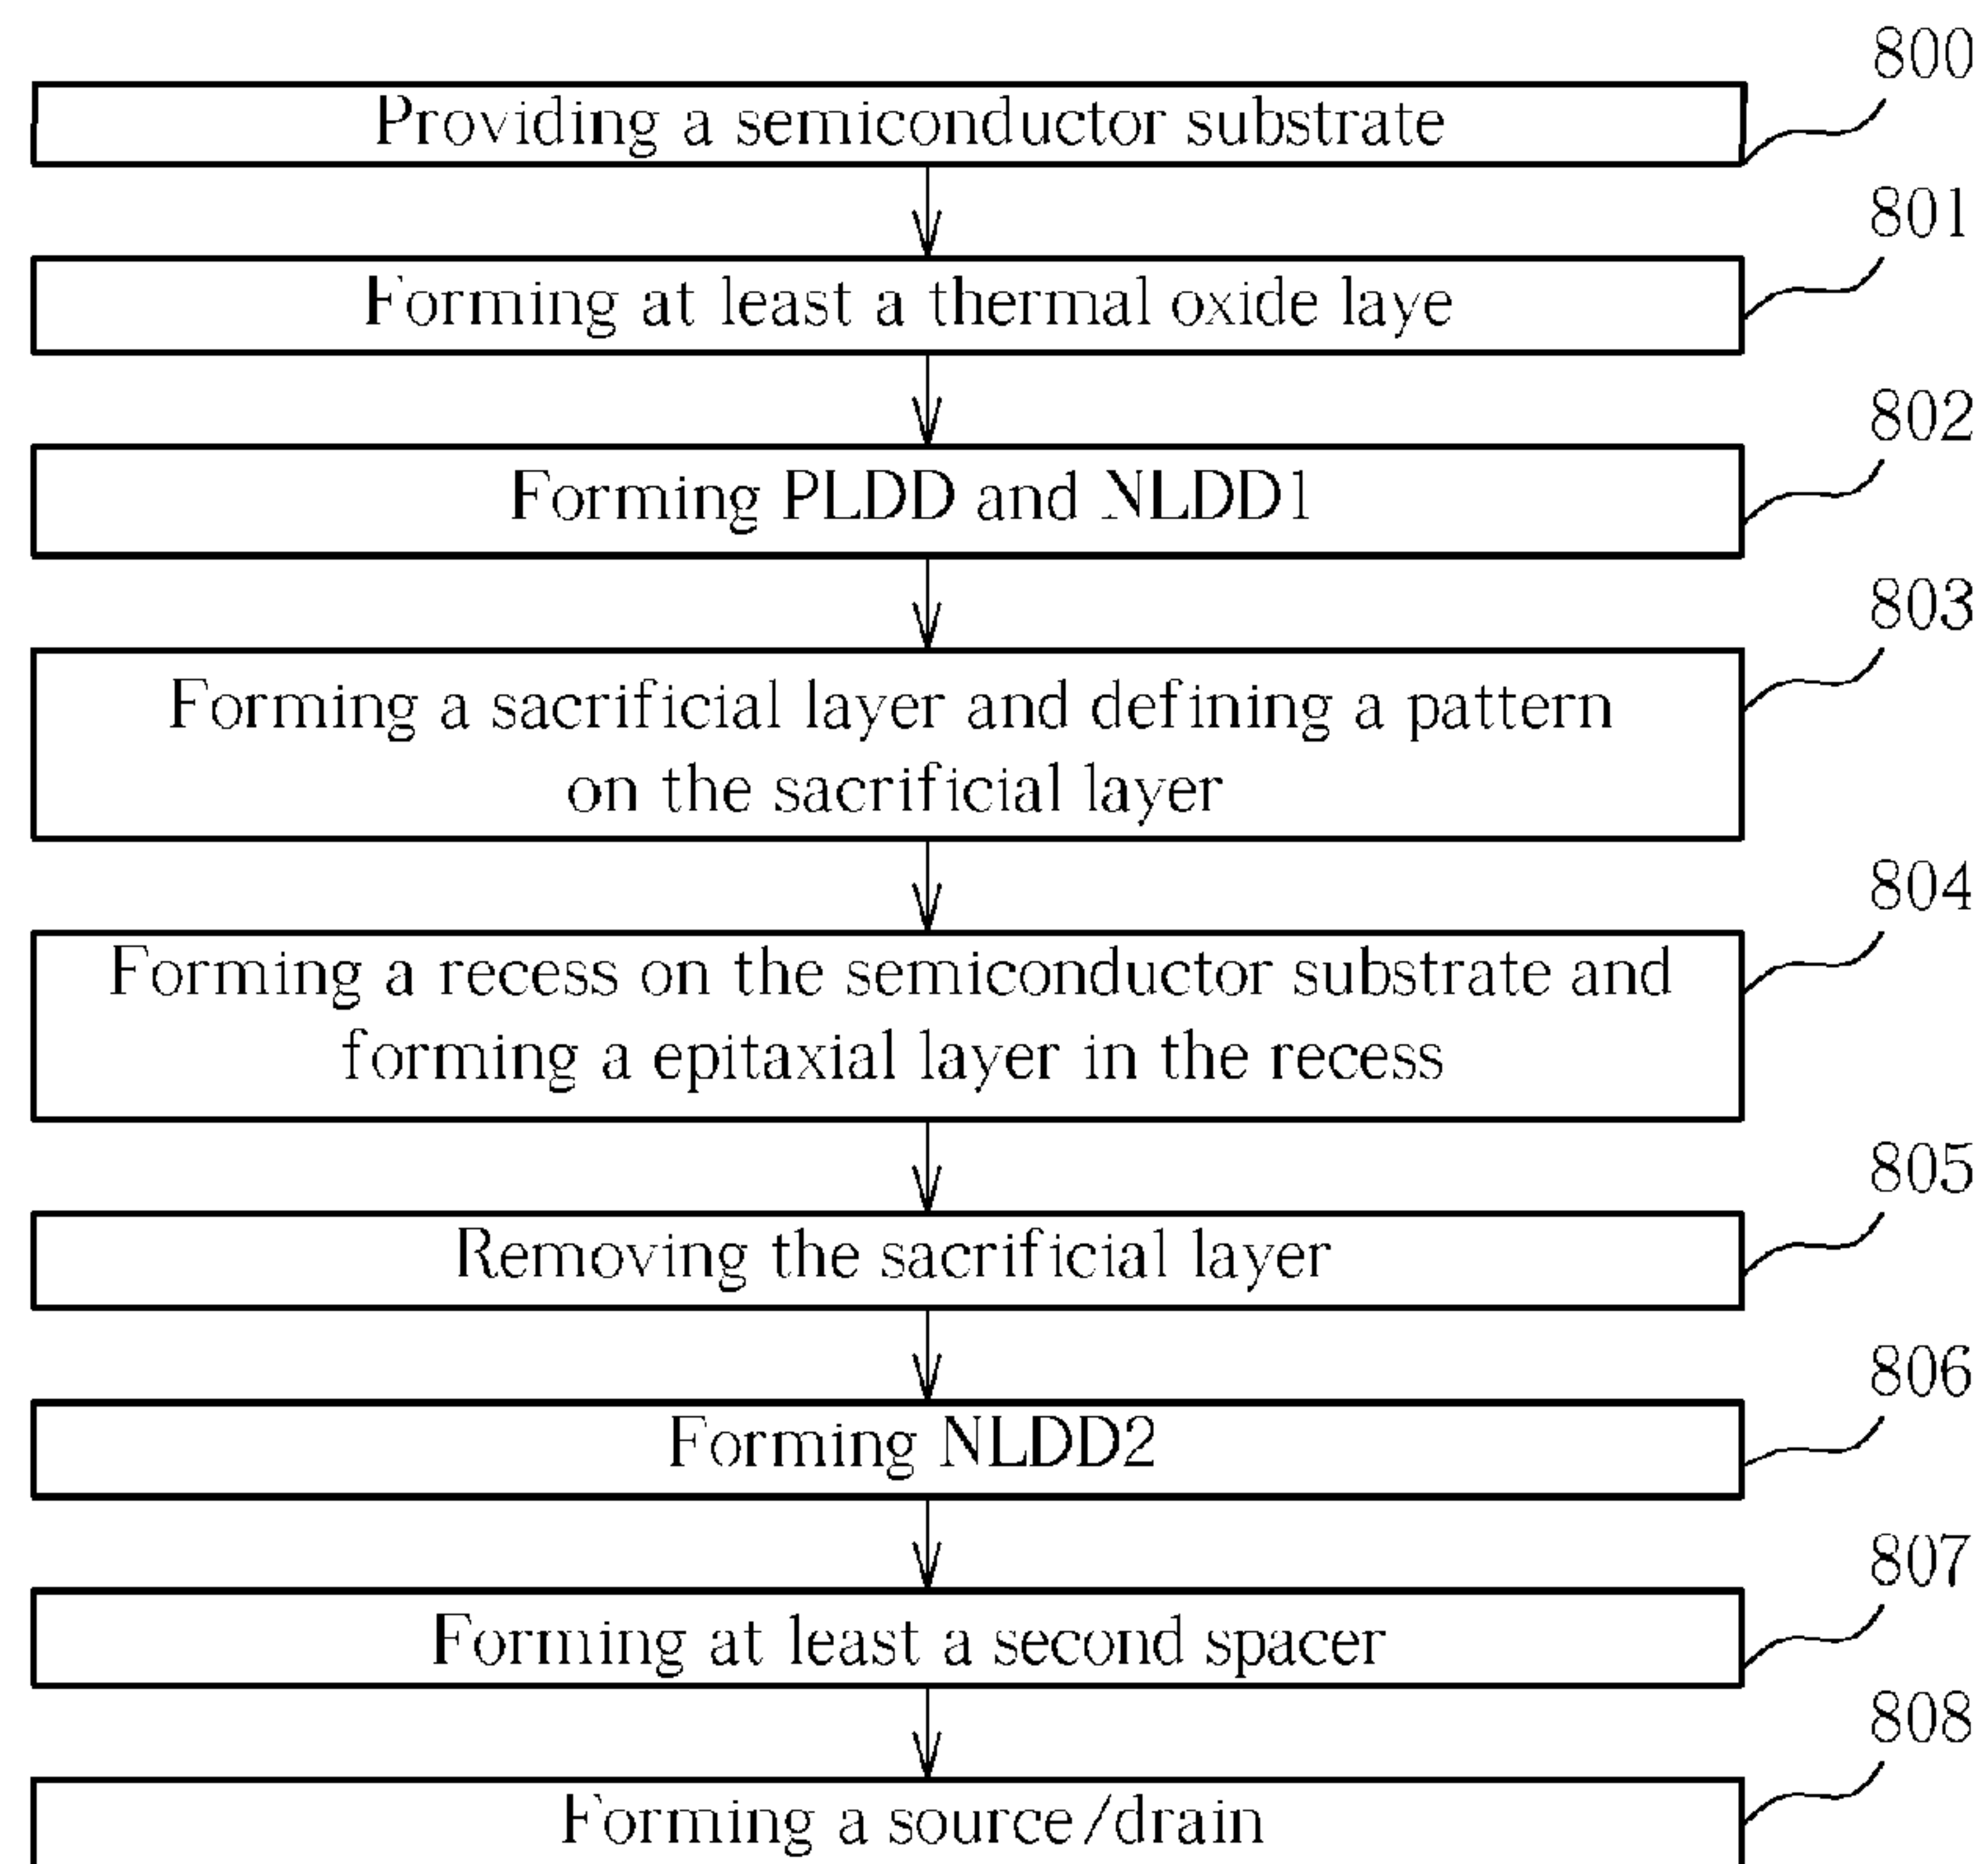 800
Providing a semiconductor substrate
801
Forming at least a thermal oxide laye
802
Forming PLDD and NLDD1
803
Forming a sacrificial layer and defining a pattern
on the sacrificial layer
804
Forming a recess on the semiconductor substrate and
forming a epitaxial layer in the recess
805
Removing the sacrificial layer
806
Forming NLDD2
807
Forming at least a second spacer
808
Forming a source/drain